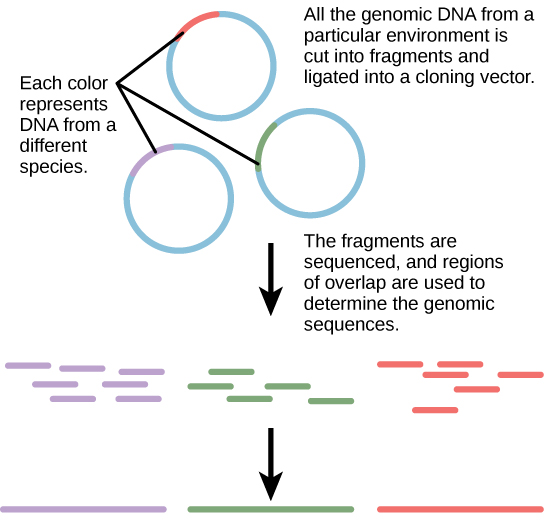 All the genomic DNA from a
particular environment is
cut into fragments and
ligated into a cloning vector.
Each color
represents
DNA from a
different
species.
The fragments are
sequenced, and regions
of overlap are used to
determine the genomic
sequences.